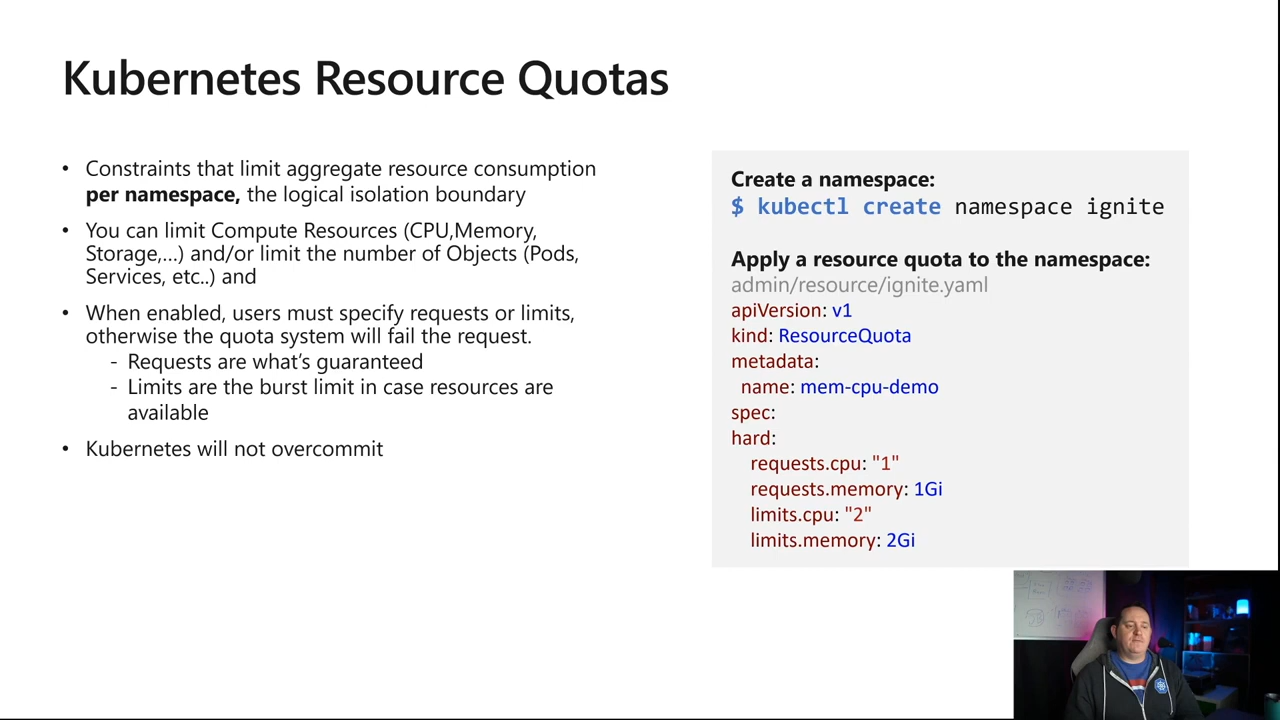 Kubernetes Resource Quotas
• Constraints that limit aggregate resource consumption
per namespace, the logical isolation boundary
• You can limit Compute Resources (CPU,Memory,
Storage,...) and/or limit the number of Objects (Pods,
Services, etc..) and
• When enabled, users must specify requests or limits,
otherwise the quota system will fail the request.
- Requests are what's guaranteed
- Limits are the burst limit in case resources are
available
• Kubernetes will not overcommit
Create a namespace:
$ kubectl create namespace ignite
Apply a resource quota to the namespace:
admin/resource/ignite.yaml
apiVersion: v1
kind: ResourceQuota
metadata:
name: mem-cpu-demo
spec:
hard:
requests.cpu: "1"
requests.memory: 1Gi
limits.cpu: "2"
limits.memory: 2Gi